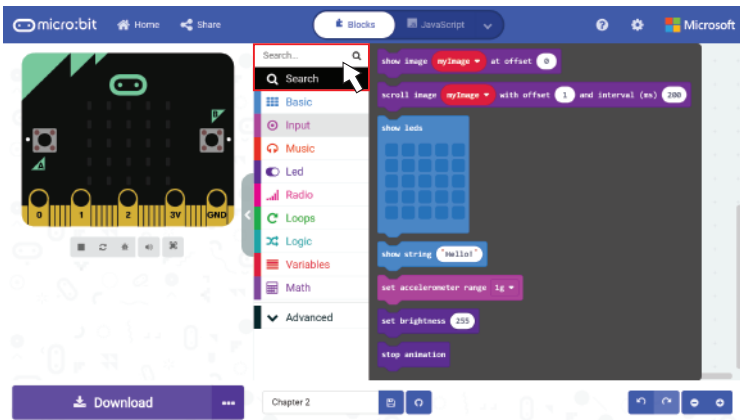 micro:bit Home Share Blocks JavaScript Microsoft
Search...
Search
Basic
Input
Music
Led
Radio
Loops
Logic
Variables
Math
Advanced
show image myImage at offset 0
scroll image myImage with offset 1 and interval (ms) 200
show leds
show string "Hello!"
set accelerometer range 1g
set brightness 255
stop animation
B
A
0 1 2 3V GND
Download
Chapter 2